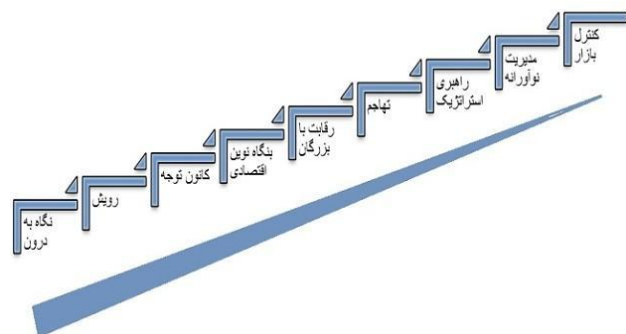 نگاه به
درون
رویش
کانون توجه
بنگاه نوین
اقتصادی
رقابت با
بزرگان
تهاجم
راهبری
استراتژیک
مدیریت
نوآورانه
کنترل
بازار